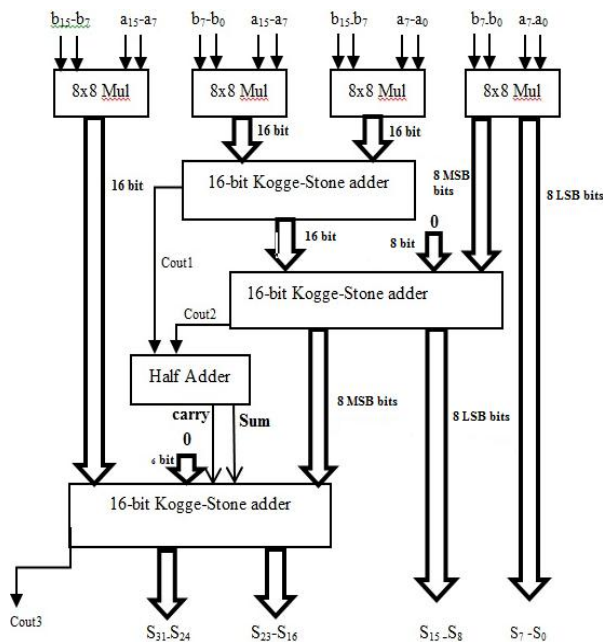 b15-b7 a15-a7 b7-b0 a15-a7 b15-b7 a7-a0 b7-b0 a7-a0
8x8 Mul 8x8 Mul 8x8 Mul 8x8 Mul
16 bit 16 bit
16-bit Kogge-Stone adder
8 MSB bits
16 bit
8 LSB bits
0
16 bit
8 bit
Cout1
16-bit Kogge-Stone adder
Cout2
Half Adder
carry Sum
8 MSB bits
8 LSB bits
0
bit
16-bit Kogge-Stone adder
Cout3
S31-S24 S23-S16 S15-S8 S7-S0